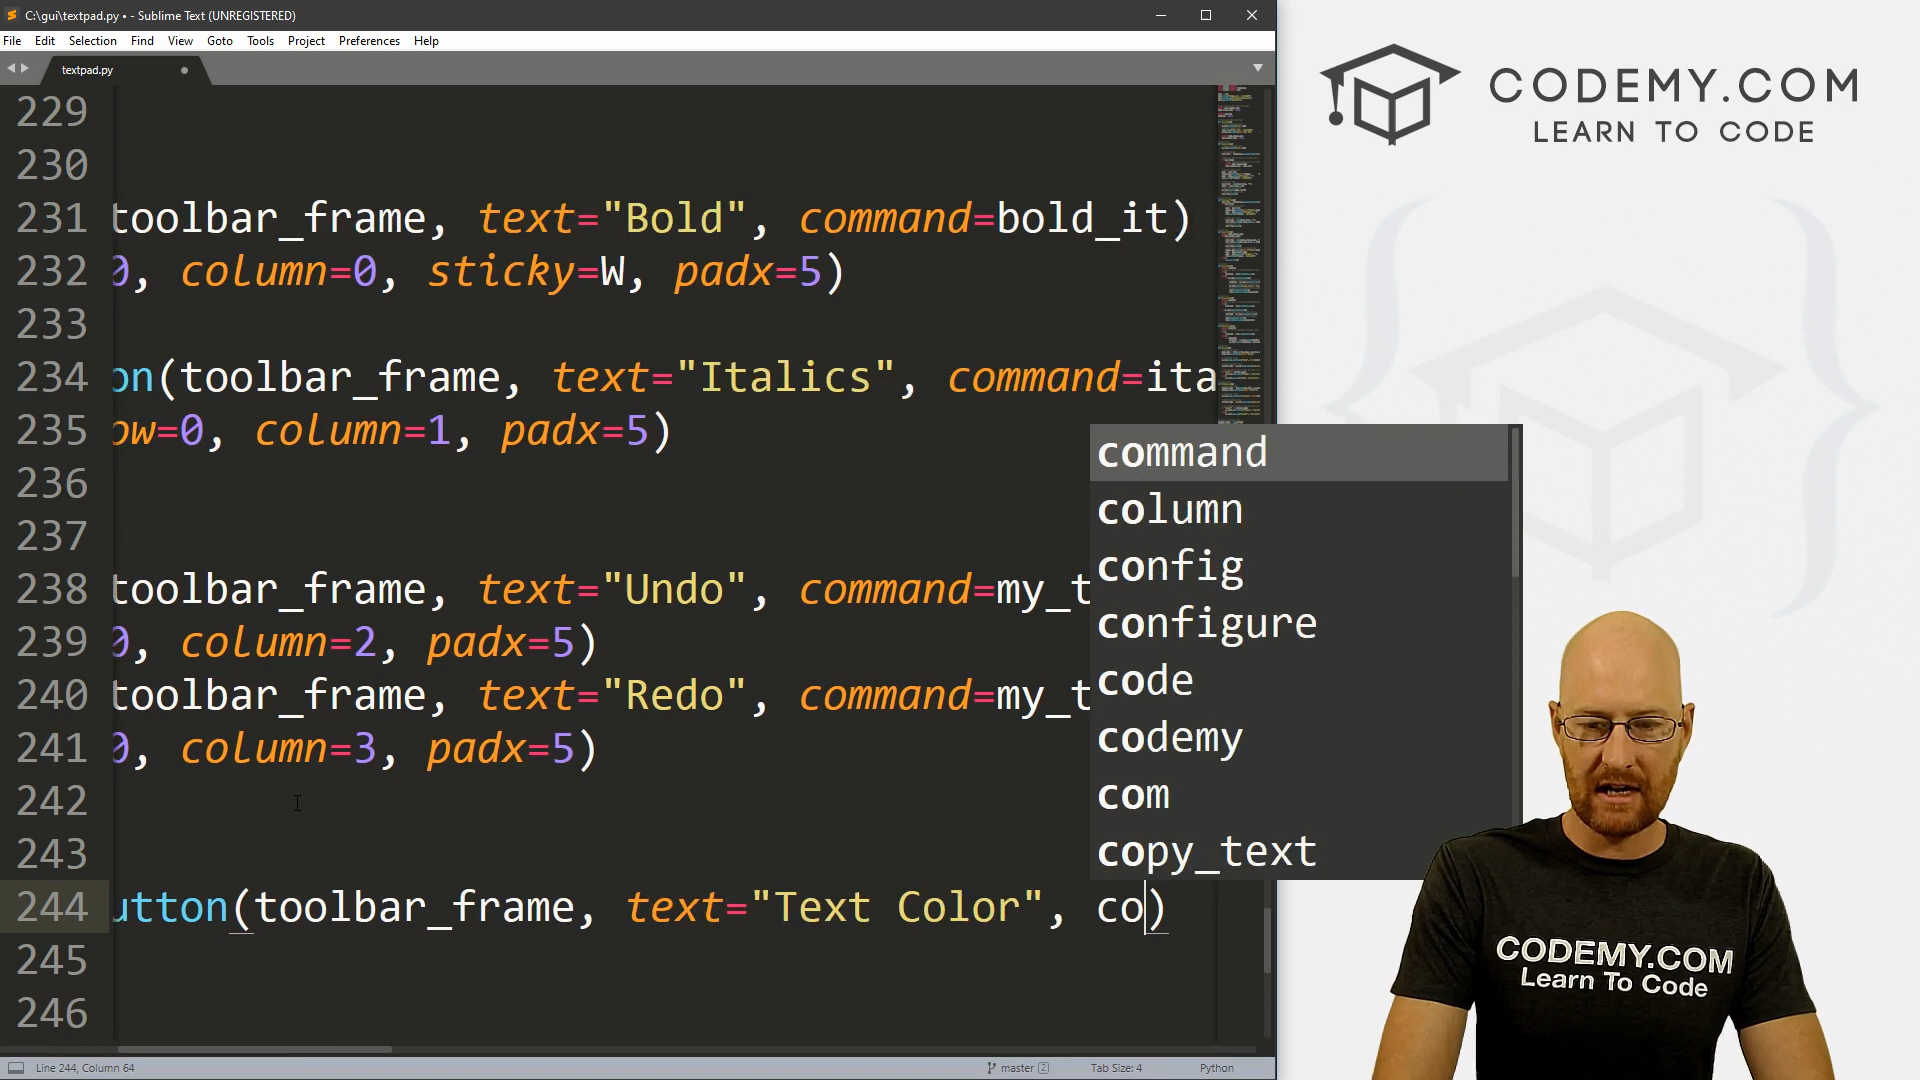 C:\gui\textpad.py • - Sublime Text (UNREGISTERED)
File Edit Selection Find View Goto Tools Project Preferences Help
textpad.py
229
230
231 toolbar_frame, text="Bold", command=bold_it)
232 0, column=0, sticky=W, padx=5)
233
234 on(toolbar_frame, text="Italics", command=ita
235 ow=0, column=1, padx=5)
236
237
238 toolbar_frame, text="Undo", command=my_t
239 0, column=2, padx=5)
240 toolbar_frame, text="Redo", command=my_t
241 0, column=3, padx=5)
242
243
244 utton(toolbar_frame, text="Text Color", co)
245
246
command
column
config
configure
code
codemy
com
copy_text
Line 244, Column 64 master 2 Tab Size: 4 Python
CODEMY.COM
LEARN TO CODE
CODEMY.COM
Learn To Code